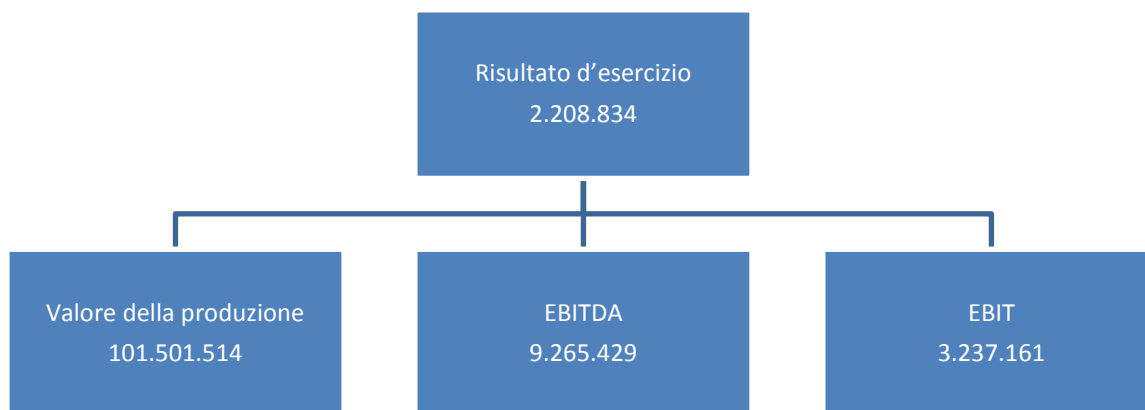 Risultato d’esercizio
2.208.834
Valore della produzione
101.501.514
EBITDA
9.265.429
EBIT
3.237.161